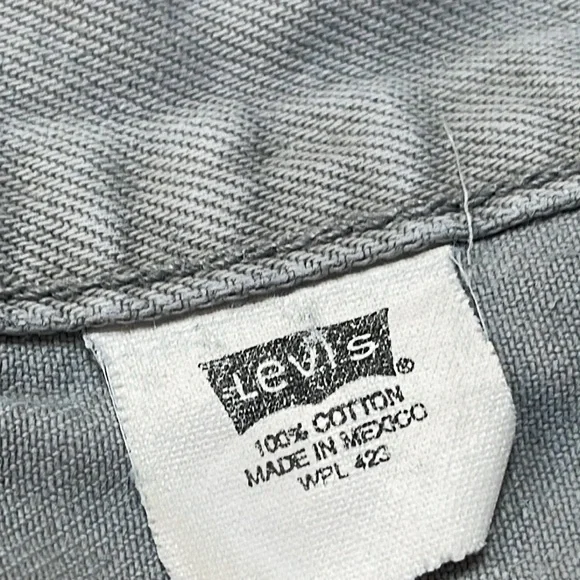 Levi's ®
100% COTTON
MADE IN MEXICO
WPL 423